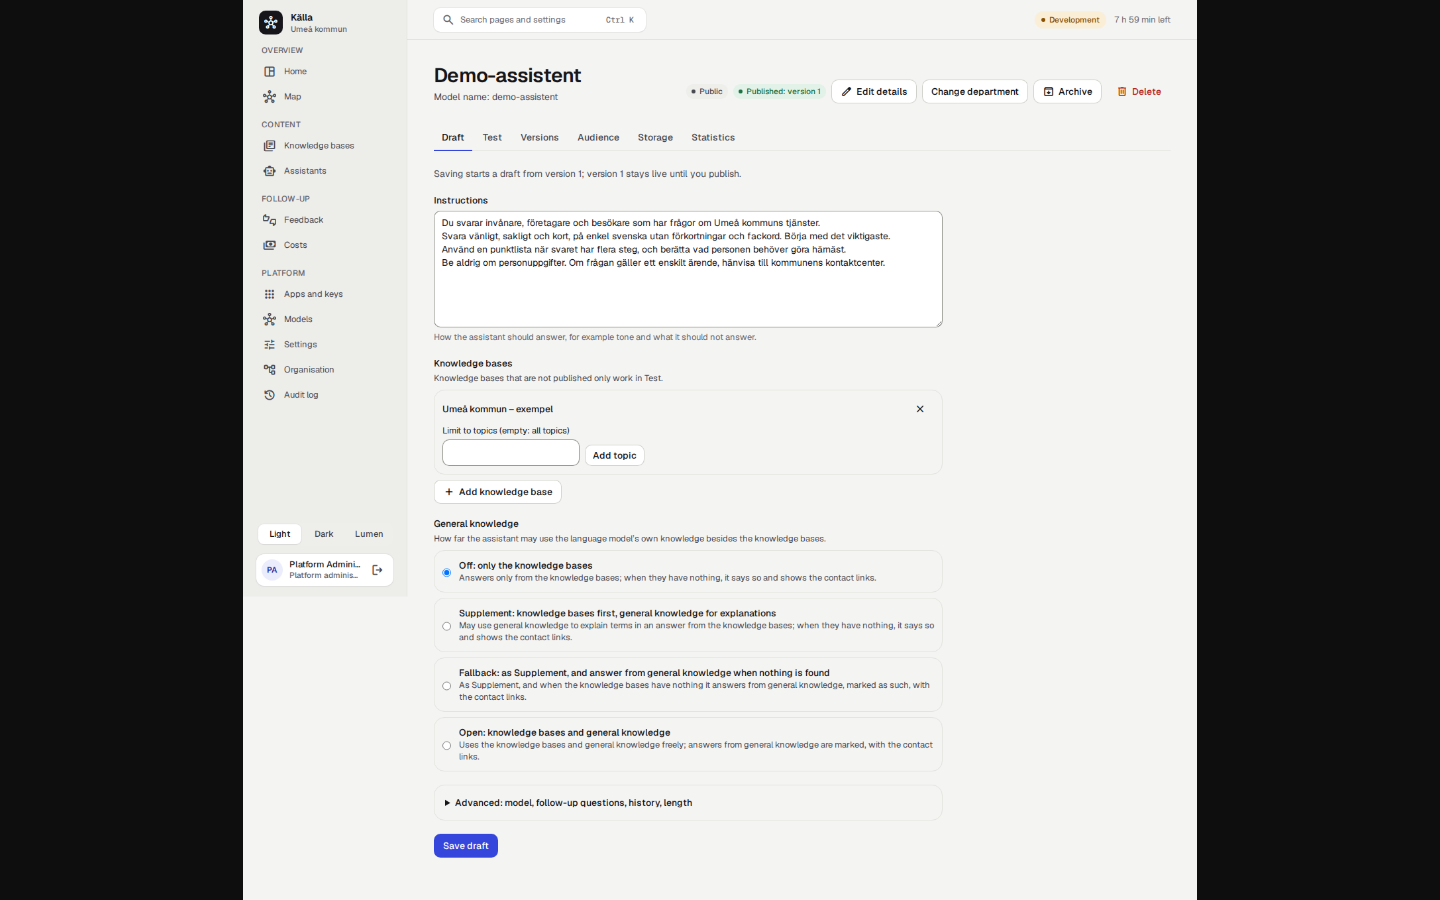 Källa
Umeå kommun
OVERVIEW
Home
Map
CONTENT
Knowledge bases
Assistants
FOLLOW-UP
Feedback
Costs
PLATFORM
Apps and keys
Models
Settings
Organisation
Audit log
Light Dark Lumen
PA
Platform Admini...
Platform adminis...
Search pages and settings Ctrl K
Development 7 h 59 min left
Demo-assistent
Model name: demo-assistent
Public Published: version 1 Edit details Change department Archive Delete
Draft Test Versions Audience Storage Statistics
Saving starts a draft from version 1; version 1 stays live until you publish.
Instructions
Du svarar invånare, företagare och besökare som har frågor om Umeå kommuns tjänster.
Svara vänligt, sakligt och kort, på enkel svenska utan förkortningar och fackord. Börja med det viktigaste.
Använd en punktlista när svaret har flera steg, och berätta vad personen behöver göra härnäst.
Be aldrig om personuppgifter. Om frågan gäller ett enskilt ärende, hänvisa till kommunens kontaktcenter.
How the assistant should answer, for example tone and what it should not answer.
Knowledge bases
Knowledge bases that are not published only work in Test.
Umeå kommun – exempel
Limit to topics (empty: all topics)
Add topic
Add knowledge base
General knowledge
How far the assistant may use the language model's own knowledge besides the knowledge bases.
Off: only the knowledge bases
Answers only from the knowledge bases; when they have nothing, it says so and shows the contact links.
Supplement: knowledge bases first, general knowledge for explanations
May use general knowledge to explain terms in an answer from the knowledge bases; when they have nothing, it says so
and shows the contact links.
Fallback: as Supplement, and answer from general knowledge when nothing is found
As Supplement, and when the knowledge bases have nothing it answers from general knowledge, marked as such, with
the contact links.
Open: knowledge bases and general knowledge
Uses the knowledge bases and general knowledge freely; answers from general knowledge are marked, with the contact
links.
Advanced: model, follow-up questions, history, length
Save draft